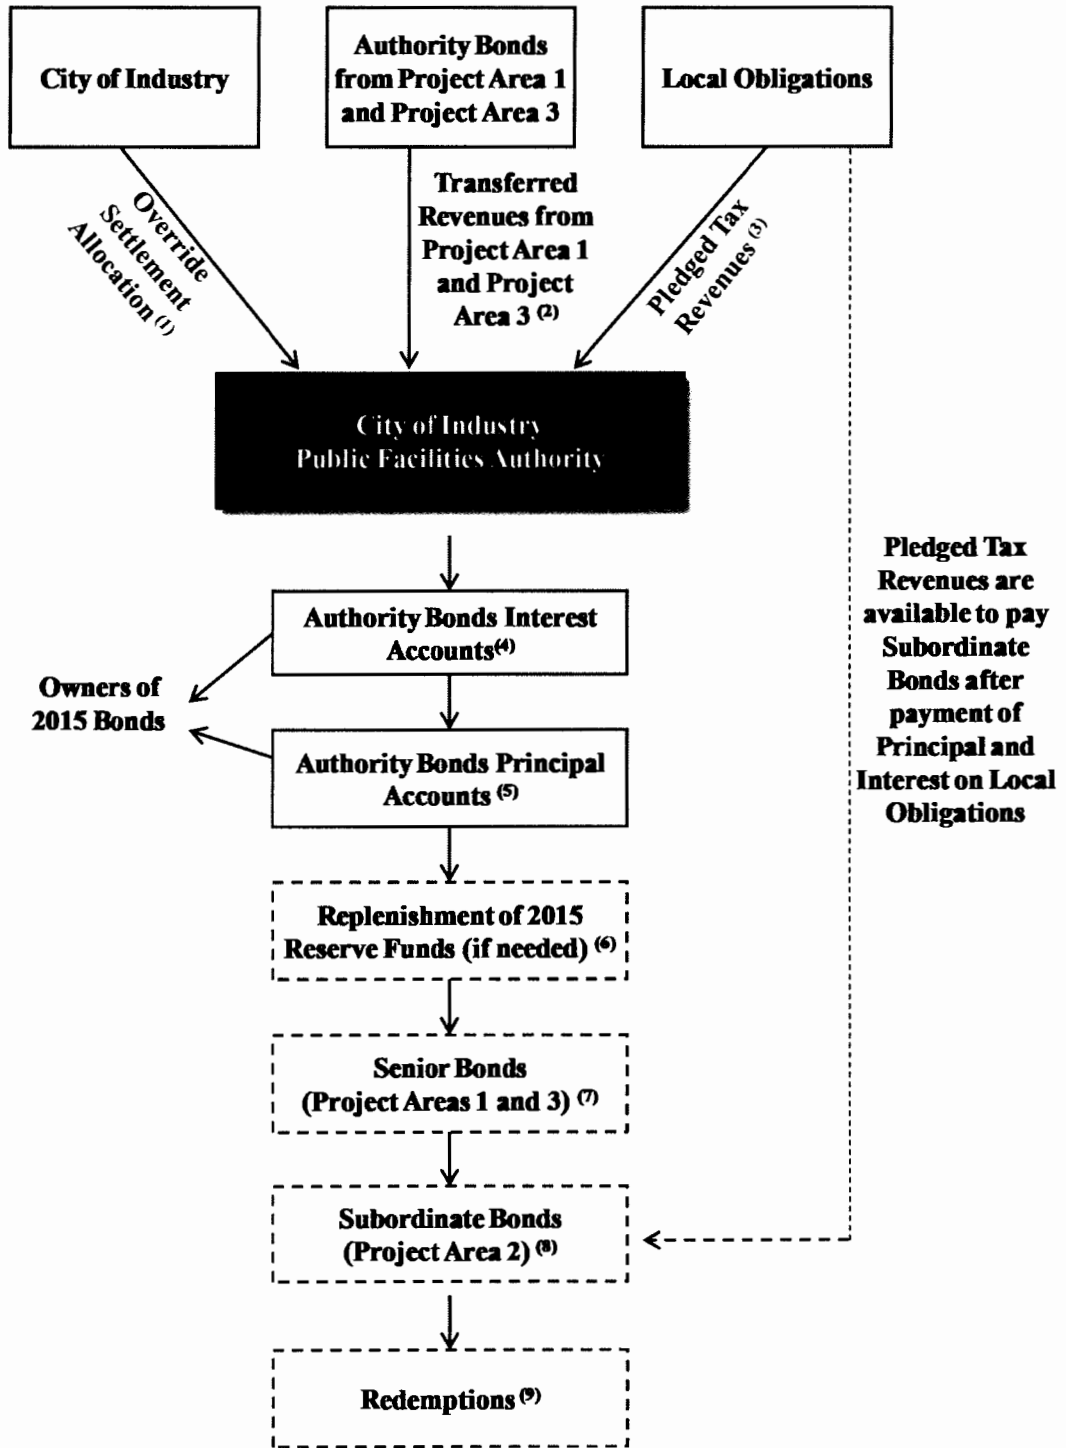 City of Industry
Authority Bonds
from Project Area 1
and Project Area 3
Local Obligations
Override
Settlement
Allocation (1)
Transferred
Revenues from
Project Area 1
and Project
Area 3 (2)
Pledged Tax
Revenues (3)
City of Industry
Public Facilities Authority
Authority Bonds Interest
Accounts(4)
Owners of
2015 Bonds
Authority Bonds Principal
Accounts (5)
Pledged Tax
Revenues are
available to pay
Subordinate
Bonds after
payment of
Principal and
Interest on Local
Obligations
Replenishment of 2015
Reserve Funds (if needed) (6)
Senior Bonds
(Project Areas 1 and 3) (7)
Subordinate Bonds
(Project Area 2) (8)
Redemptions (9)